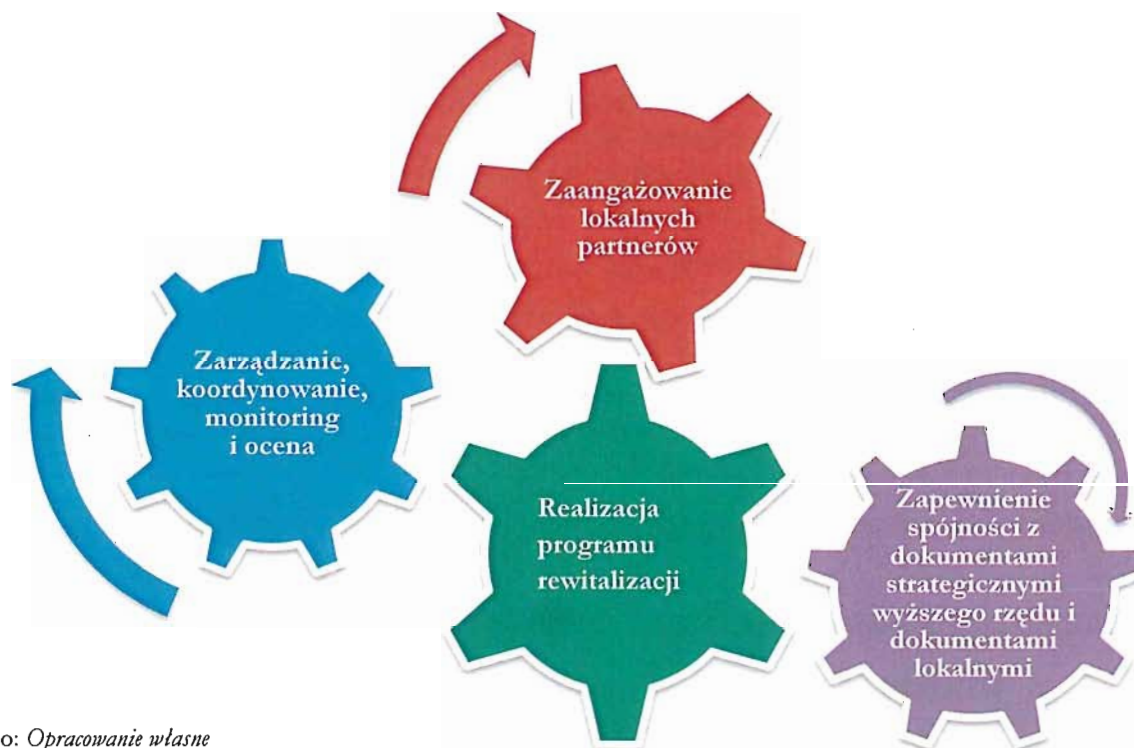 Zaangażowanie
lokalnych
partnerów
Zarządzanie,
koordynowanie,
monitoring
i ocena
Realizacja
programu
rewitalizacji
Zapewnienie
spójności z
dokumentami
strategicznymi
wyższego rzędu i
dokumentami
lokalnymi
o: Opracowanie własne